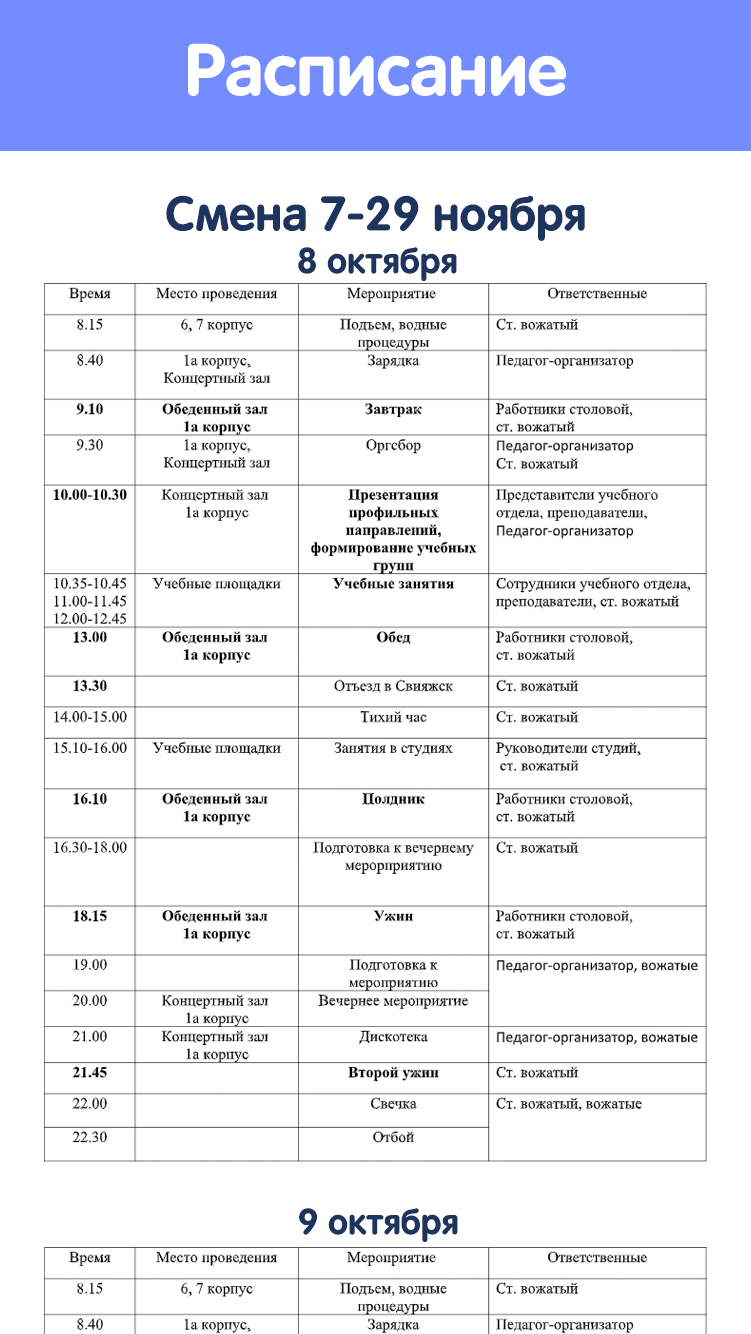 Расписание
Смена 7-29 ноября
8 октября
Время Место проведения Мероприятие Ответственные
8.15 6, 7 корпус Подъем, водные Ст. вожатый
процедуры
8.40 1а корпус, Зарядка Педагог-организатор
Концертный зал
9.10 Обеденный зал Завтрак Работники столовой,
1а корпус ст. вожатый
9.30 1а корпус, Оргсбор Педагог-организатор
Концертный зал Ст. вожатый
10.00-10.30 Концертный зал Презентация Представители учебного
1а корпус профильных отдела, преподаватели,
направлений, Педагог-организатор
формирование учебных
групп
10.35-10.45 Учебные площадки Учебные занятия Сотрудники учебного отдела,
11.00-11.45 преподаватели, ст. вожатый
12.00-12.45
13.00 Обеденный зал Обед Работники столовой,
1а корпус ст. вожатый
13.30 Отъезд в Свияжск Ст. вожатый
14.00-15.00 Тихий час Ст. вожатый
15.10-16.00 Учебные площадки Занятия в студиях Руководители студий,
ст. вожатый
16.10 Обеденный зал Полдник Работники столовой,
1а корпус ст. вожатый
16.30-18.00 Подготовка к вечернему Ст. вожатый
мерорприятию
18.15 Обеденный зал Ужин Работники столовой,
1а корпус ст. вожатый
19.00 Подготовка к Педагог-организатор, вожатые
мероприятию
20.00 Концертный зал Вечернее мероприятие
1а корпус
21.00 Концертный зал Дискотека Педагог-организатор, вожатые
1а корпус
21.45 Второй ужин Ст. вожатый
22.00 Свечка Ст. вожатый, вожатые
22.30 Отбой
9 октября
Время Место проведения Мероприятие Ответственные
8.15 6, 7 корпус Подъем, водные Ст. вожатый
процедуры
8.40 1а корпус, Зарядка Педагог-организатор